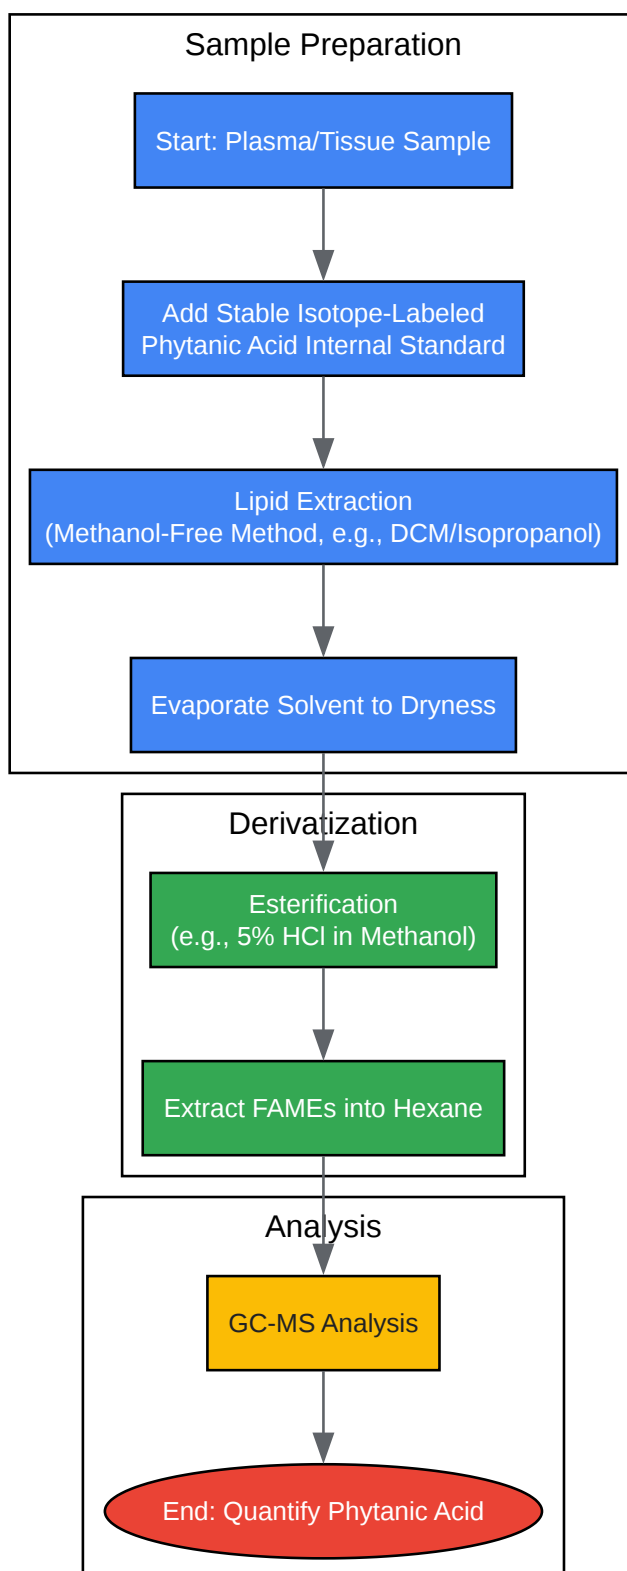 Sample Preparation
Start: Plasma/Tissue Sample
Add Stable Isotope-Labeled
Phytanic Acid Internal Standard
Lipid Extraction
(Methanol-Free Method, e.g., DCM/Isopropanol)
Evaporate Solvent to Dryness
Derivatization
Esterification
(e.g., 5% HCl in Methanol)
Extract FAMEs into Hexane
Analysis
GC-MS Analysis
End: Quantify Phytanic Acid